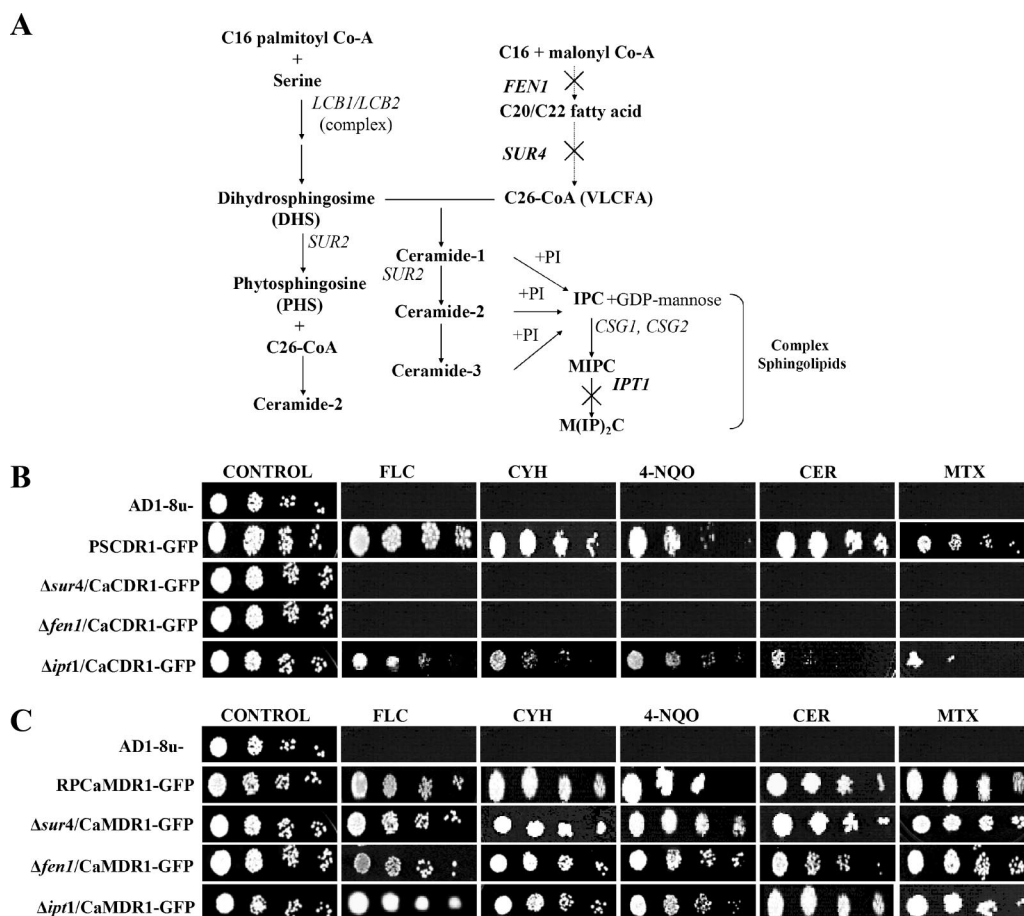 A
C16 palmitoyl Co-A
+
Serine
LCB1/LCB2
(complex)
Dihydrosphingosime
(DHS)
SUR2
Phytosphingosine
(PHS)
+
C26-CoA
Ceramide-2
C16 + malonyl Co-A
FEN1
C20/C22 fatty acid
SUR4
C26-CoA (VLCFA)
Ceramide-1
SUR2
Ceramide-2
Ceramide-3
+PI
+PI
+PI
IPC +GDP-mannose
CSG1, CSG2
MIPC
IPT1
M(IP)₂C
Complex
Sphingolipids
B
CONTROL FLC CYH 4-NQO CER MTX
AD1-8u-
PSCDR1-GFP
Δsur4/CaCDR1-GFP
Δfen1/CaCDR1-GFP
Δipt1/CaCDR1-GFP
C
CONTROL FLC CYH 4-NQO CER MTX
AD1-8u-
RPCaMDR1-GFP
Δsur4/CaMDR1-GFP
Δfen1/CaMDR1-GFP
Δipt1/CaMDR1-GFP